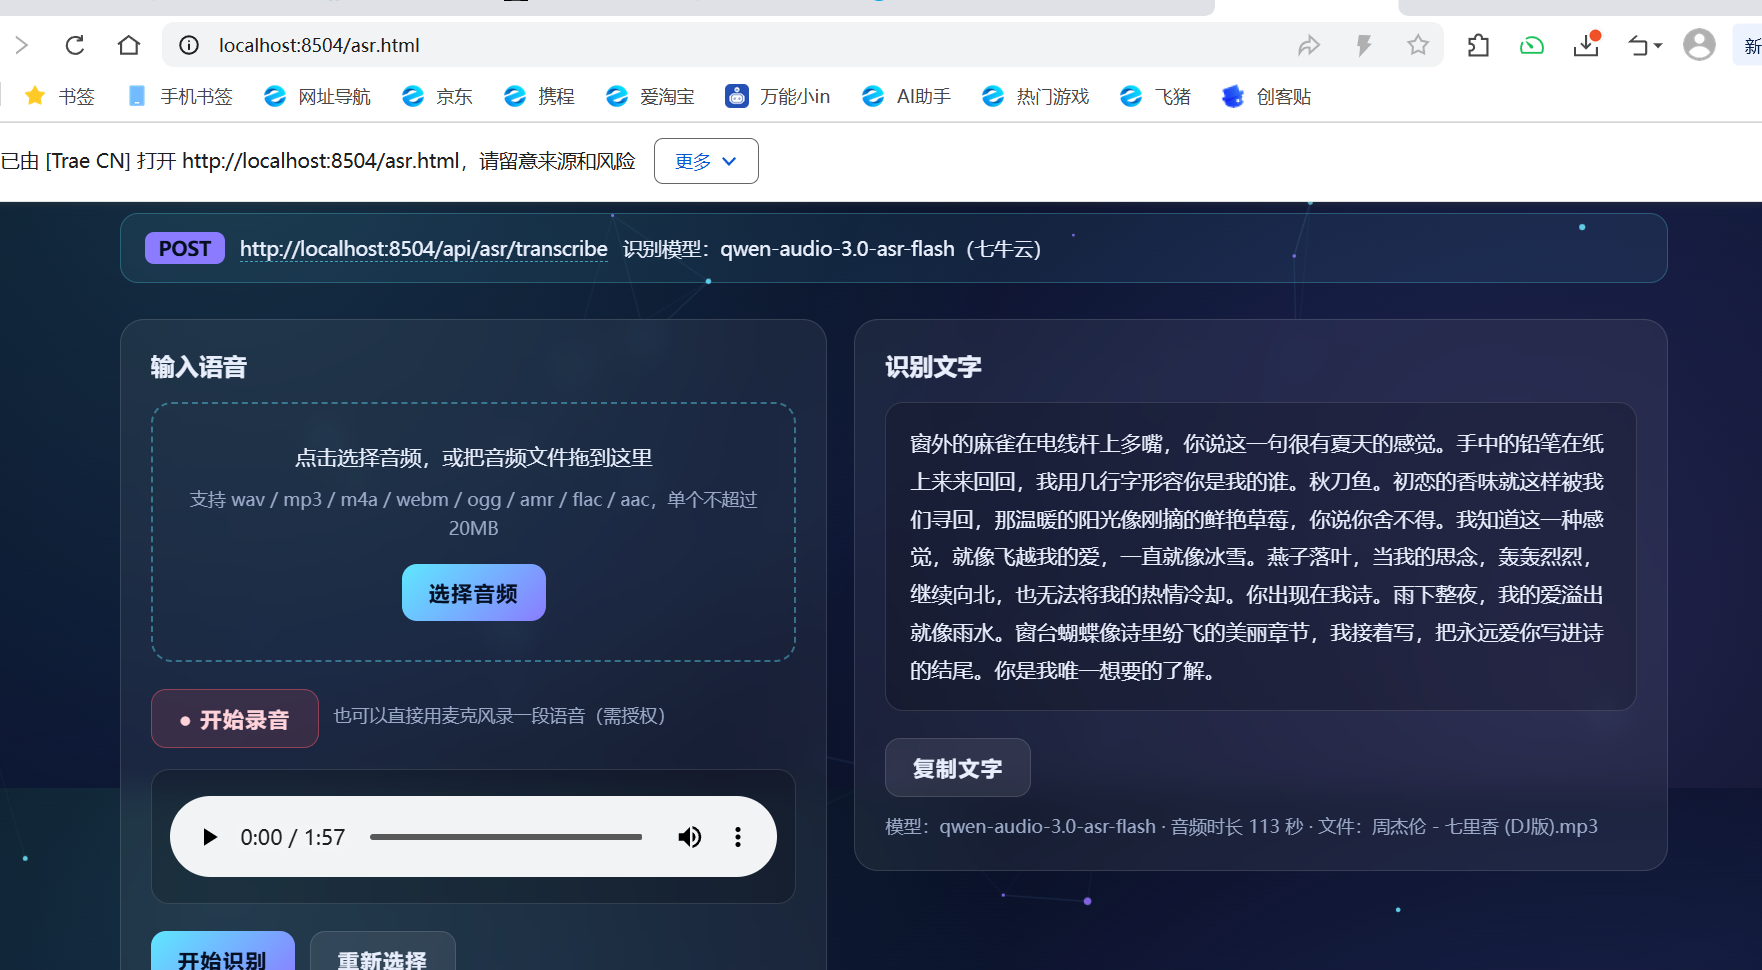 localhost:8504/asr.html
新
书签 手机书签 网址导航 京东 携程 爱淘宝 万能小in AI助手 热门游戏 飞猪 创客贴
已由 [Trae CN] 打开 http://localhost:8504/asr.html，请留意来源和风险 更多
POST http://localhost:8504/api/asr/transcribe 识别模型：qwen-audio-3.0-asr-flash（七牛云）
输入语音
点击选择音频，或把音频文件拖到这里
支持 wav / mp3 / m4a / webm / ogg / amr / flac / aac，单个不超过
20MB
选择音频
● 开始录音 也可以直接用麦克风录一段语音（需授权）
0:00 / 1:57
开始识别 重新选择
识别文字
窗外的麻雀在电线杆上多嘴，你说这一句很有夏天的感觉。手中的铅笔在纸
上来来回回，我用几行字形容你是我的谁。秋刀鱼。初恋的香味就这样被我
们寻回，那温暖的阳光像刚摘的鲜艳草莓，你说你舍不得。我知道这一种感
觉，就像飞越我的爱，一直就像冰雪。燕子落叶，当我的思念，轰轰烈烈，
继续向北，也无法将我的热情冷却。你出现在我诗。雨下整夜，我的爱溢出
就像雨水。窗台蝴蝶像诗里纷飞的美丽章节，我接着写，把永远爱你写进诗
的结尾。你是我唯一想要的了解。
复制文字
模型：qwen-audio-3.0-asr-flash · 音频时长 113 秒 · 文件：周杰伦 - 七里香 (DJ版).mp3